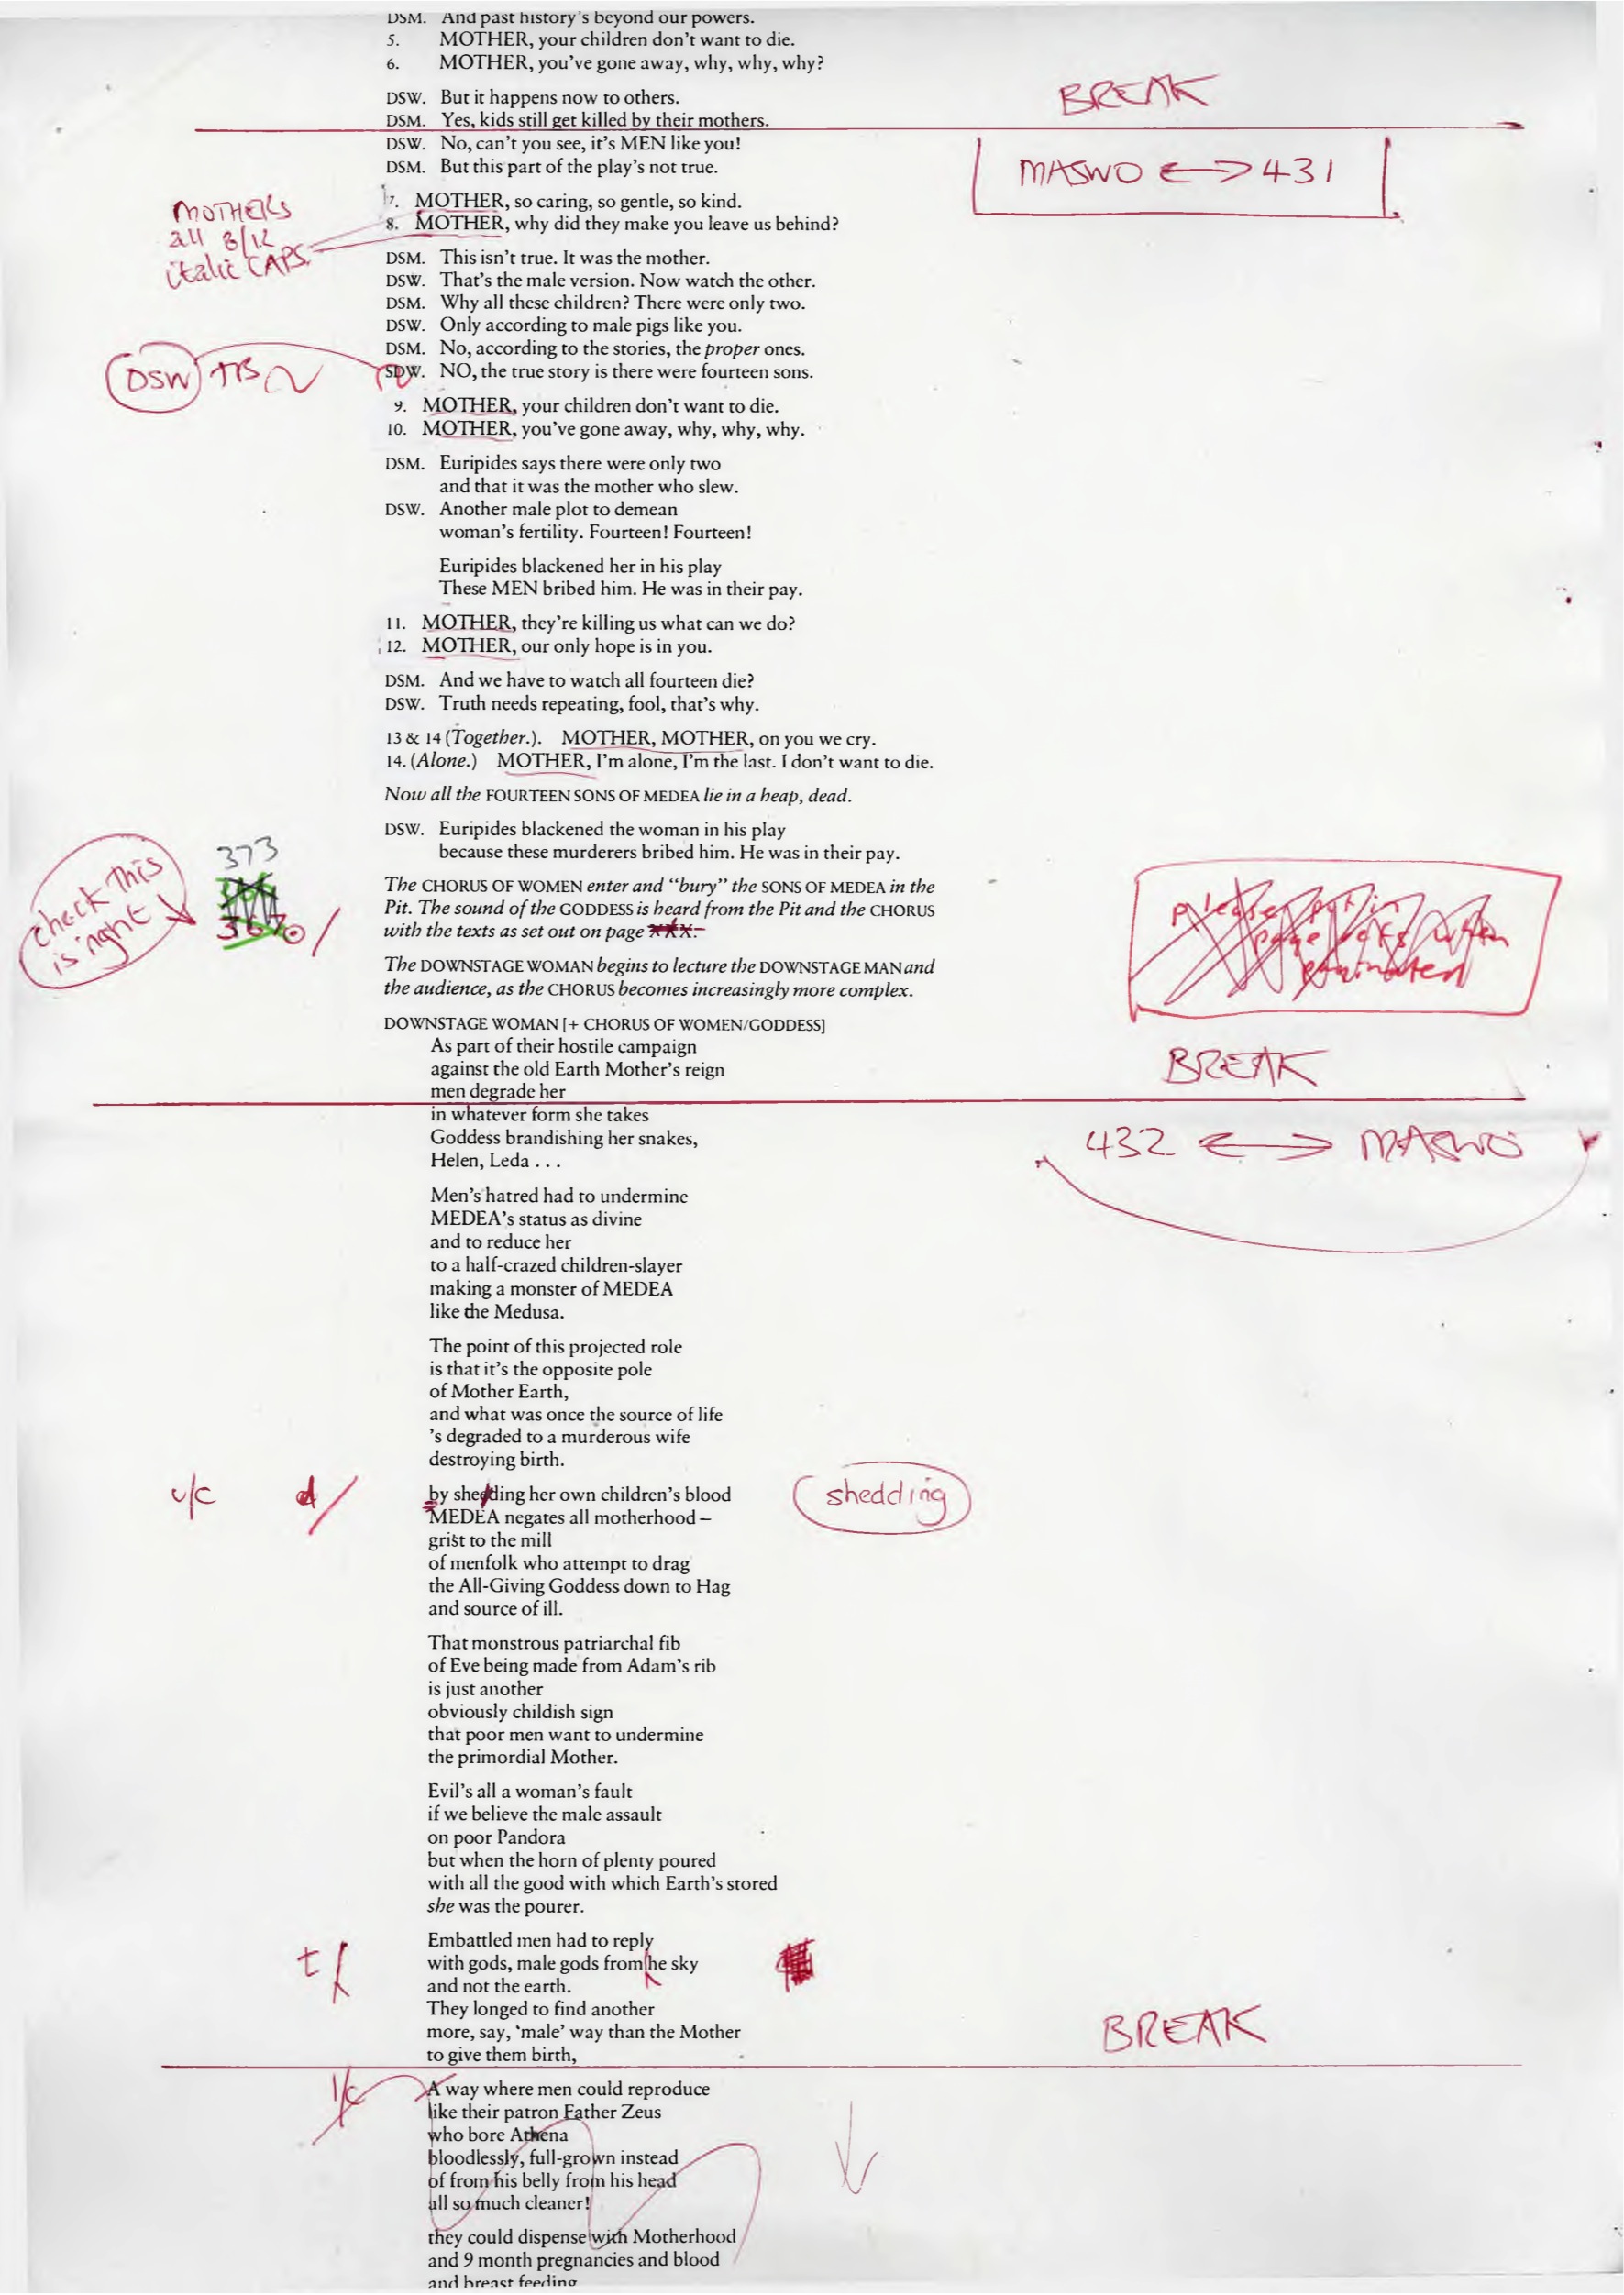 DSM. And past history's beyond our powers.
5. MOTHER, your children don't want to die.
6. MOTHER, you've gone away, why, why, why?
BREAK
DSW. But it happens now to others.
DSM. Yes, kids still get killed by their mothers.
DSW. No, can't you see, it's MEN like you!
DSM. But this part of the play's not true.
MASWO ⟷ 431
7. MOTHER, so caring, so gentle, so kind.
8. MOTHER, why did they make you leave us behind?
MOTHERS
all 8/12
italic CAPS
DSM. This isn't true. It was the mother.
DSW. That's the male version. Now watch the other.
DSM. Why all these children? There were only two.
DSW. Only according to male pigs like you.
DSM. No, according to the stories, the proper ones.
DSW trs
SDW. NO, the true story is there were fourteen sons.
9. MOTHER, your children don't want to die.
10. MOTHER, you've gone away, why, why, why.
DSM. Euripides says there were only two
and that it was the mother who slew.
DSW. Another male plot to demean
woman's fertility. Fourteen! Fourteen!
Euripides blackened her in his play
These MEN bribed him. He was in their pay.
11. MOTHER, they're killing us what can we do?
12. MOTHER, our only hope is in you.
DSM. And we have to watch all fourteen die?
DSW. Truth needs repeating, fool, that's why.
13 & 14 (Together.). MOTHER, MOTHER, on you we cry.
14. (Alone.) MOTHER, I'm alone, I'm the last. I don't want to die.
Now all the FOURTEEN SONS OF MEDEA lie in a heap, dead.
DSW. Euripides blackened the woman in his play
because these murderers bribed him. He was in their pay.
check this
is right
373
367
The CHORUS OF WOMEN enter and "bury" the SONS OF MEDEA in the
Pit. The sound of the GODDESS is heard from the Pit and the CHORUS
with the texts as set out on page XXX.
please put in
page refs when
paginated
The DOWNSTAGE WOMAN begins to lecture the DOWNSTAGE MAN and
the audience, as the CHORUS becomes increasingly more complex.
DOWNSTAGE WOMAN [+ CHORUS OF WOMEN/GODDESS]
As part of their hostile campaign
against the old Earth Mother's reign
men degrade her
BREAK
in whatever form she takes
Goddess brandishing her snakes,
Helen, Leda . . .
432 ⟷ MASWO
Men's hatred had to undermine
MEDEA's status as divine
and to reduce her
to a half-crazed children-slayer
making a monster of MEDEA
like the Medusa.
The point of this projected role
is that it's the opposite pole
of Mother Earth,
and what was once the source of life
's degraded to a murderous wife
destroying birth.
u/c d/
by sheding her own children's blood
shedding
MEDEA negates all motherhood –
grist to the mill
of menfolk who attempt to drag
the All-Giving Goddess down to Hag
and source of ill.
That monstrous patriarchal fib
of Eve being made from Adam's rib
is just another
obviously childish sign
that poor men want to undermine
the primordial Mother.
Evil's all a woman's fault
if we believe the male assault
on poor Pandora
but when the horn of plenty poured
with all the good with which Earth's stored
she was the pourer.
Embattled men had to reply
t/
with gods, male gods from he sky
and not the earth.
They longed to find another
more, say, 'male' way than the Mother
to give them birth,
BREAK
l/c
A way where men could reproduce
like their patron Father Zeus
who bore Athena
bloodlessly, full-grown instead
of from his belly from his head
all so much cleaner!
they could dispense with Motherhood
and 9 month pregnancies and blood
and breast feeding